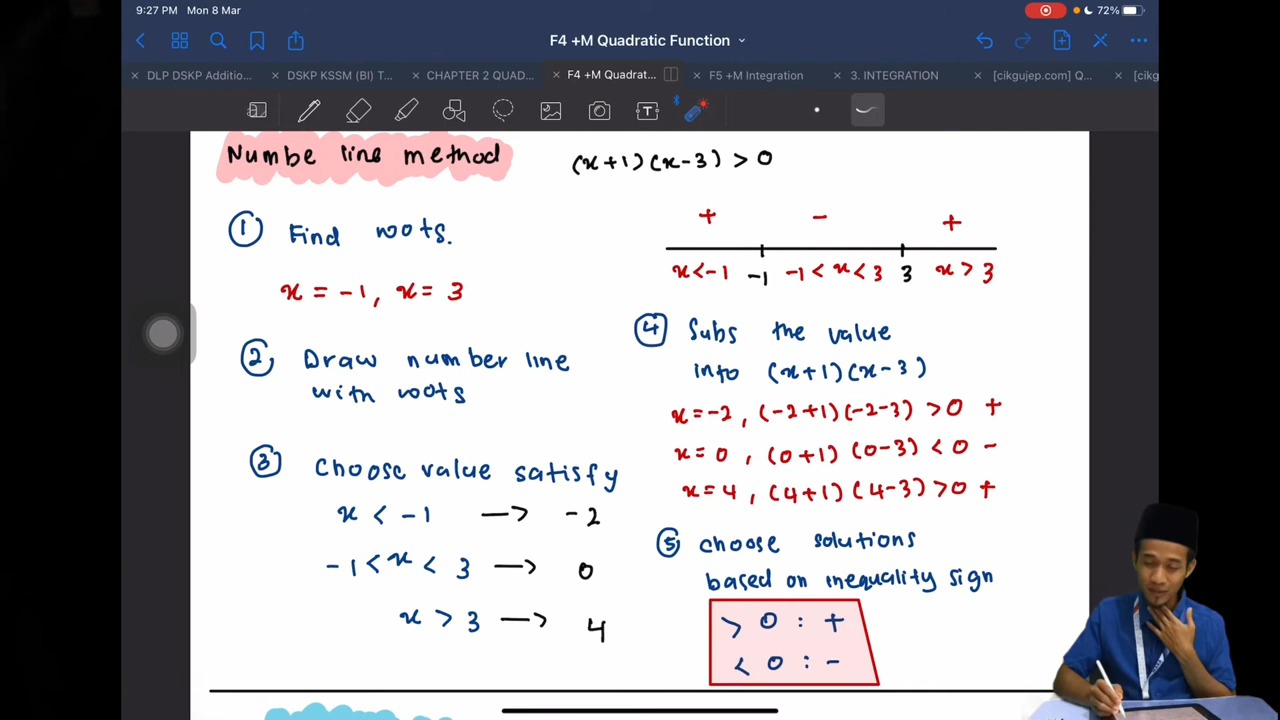 9:27 PM Mon 8 Mar
72%
F4 +M Quadratic Function
DLP DSKP Additio...
DSKP KSSM (BI) T...
CHAPTER 2 QUAD...
F4 +M Quadrat...
F5 +M Integration
3. INTEGRATION
[cikgujep.com] Q...
[cik
Numbe line method
(x+1)(x-3) > 0
① Find roots.
x = -1, x = 3
② Draw number line
with roots
③ Choose value satisfy
x < -1 —> -2
-1 < x < 3 —> 0
x > 3 —> 4
+ - +
x<-1 -1 -1< x <3 3 x > 3
④ Subs the value
into (x+1)(x-3)
x=-2, (-2+1)(-2-3) >0 +
x=0, (0+1) (0-3) < 0 -
x=4, (4+1)(4-3)>0 +
⑤ choose solutions
based on inequality sign
> 0 : +
< 0 : -